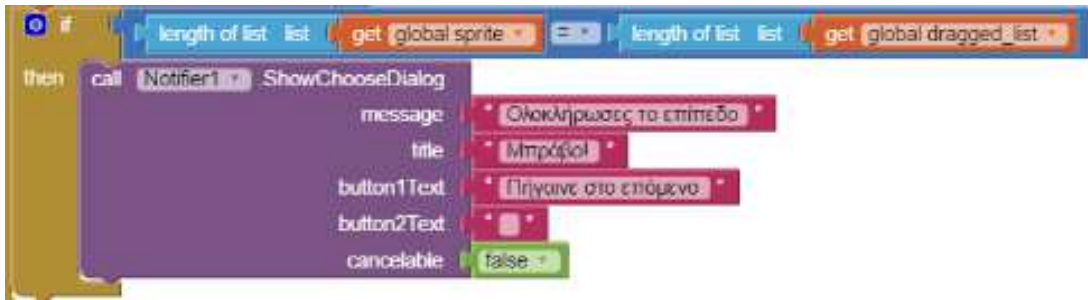 if length of list list get global sprite = length of list list get global dragged_list
then call Notifier1 .ShowChooseDialog
message " Ολοκλήρωσες το επίπεδο "
title " Μπράβο! "
button1Text " Πήγαινε στο επόμενο "
button2Text " "
cancelable false